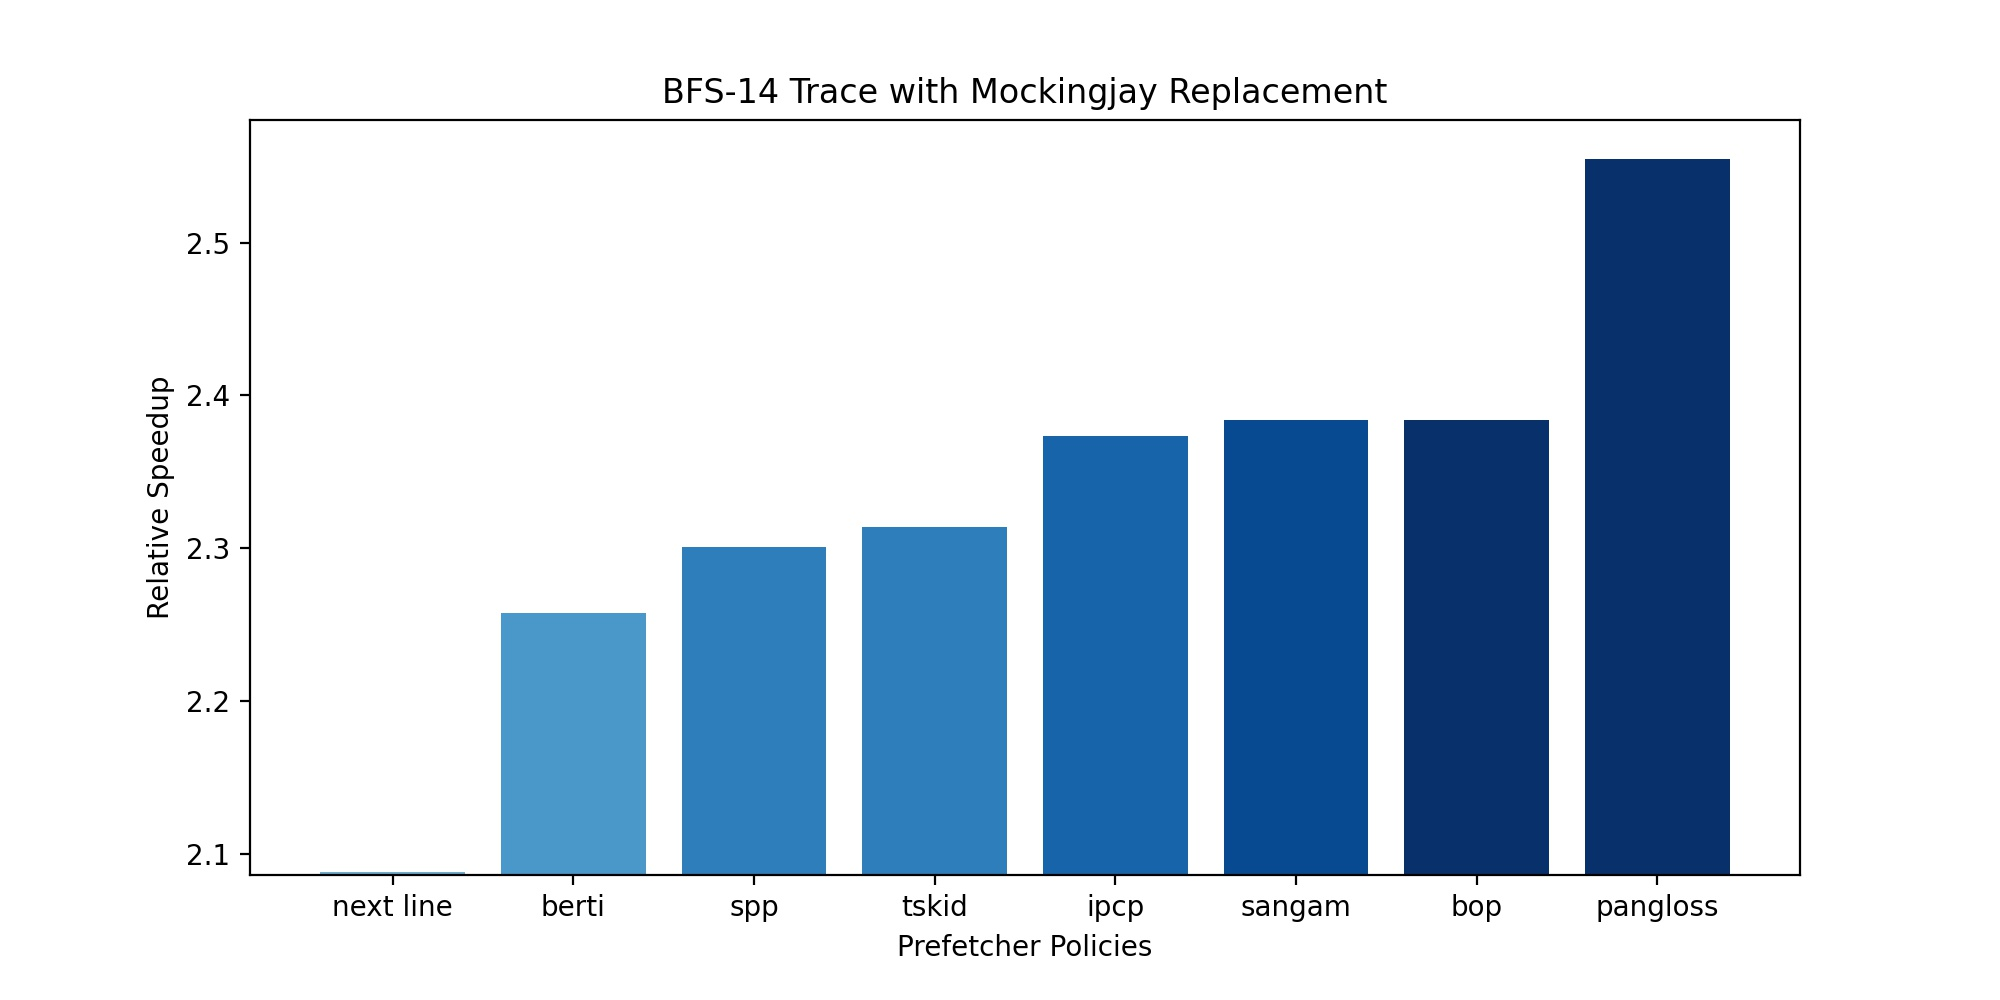 BFS-14 Trace with Mockingjay Replacement
Relative Speedup
2.5
2.4
2.3
2.2
2.1
next line berti spp tskid ipcp sangam bop pangloss
Prefetcher Policies